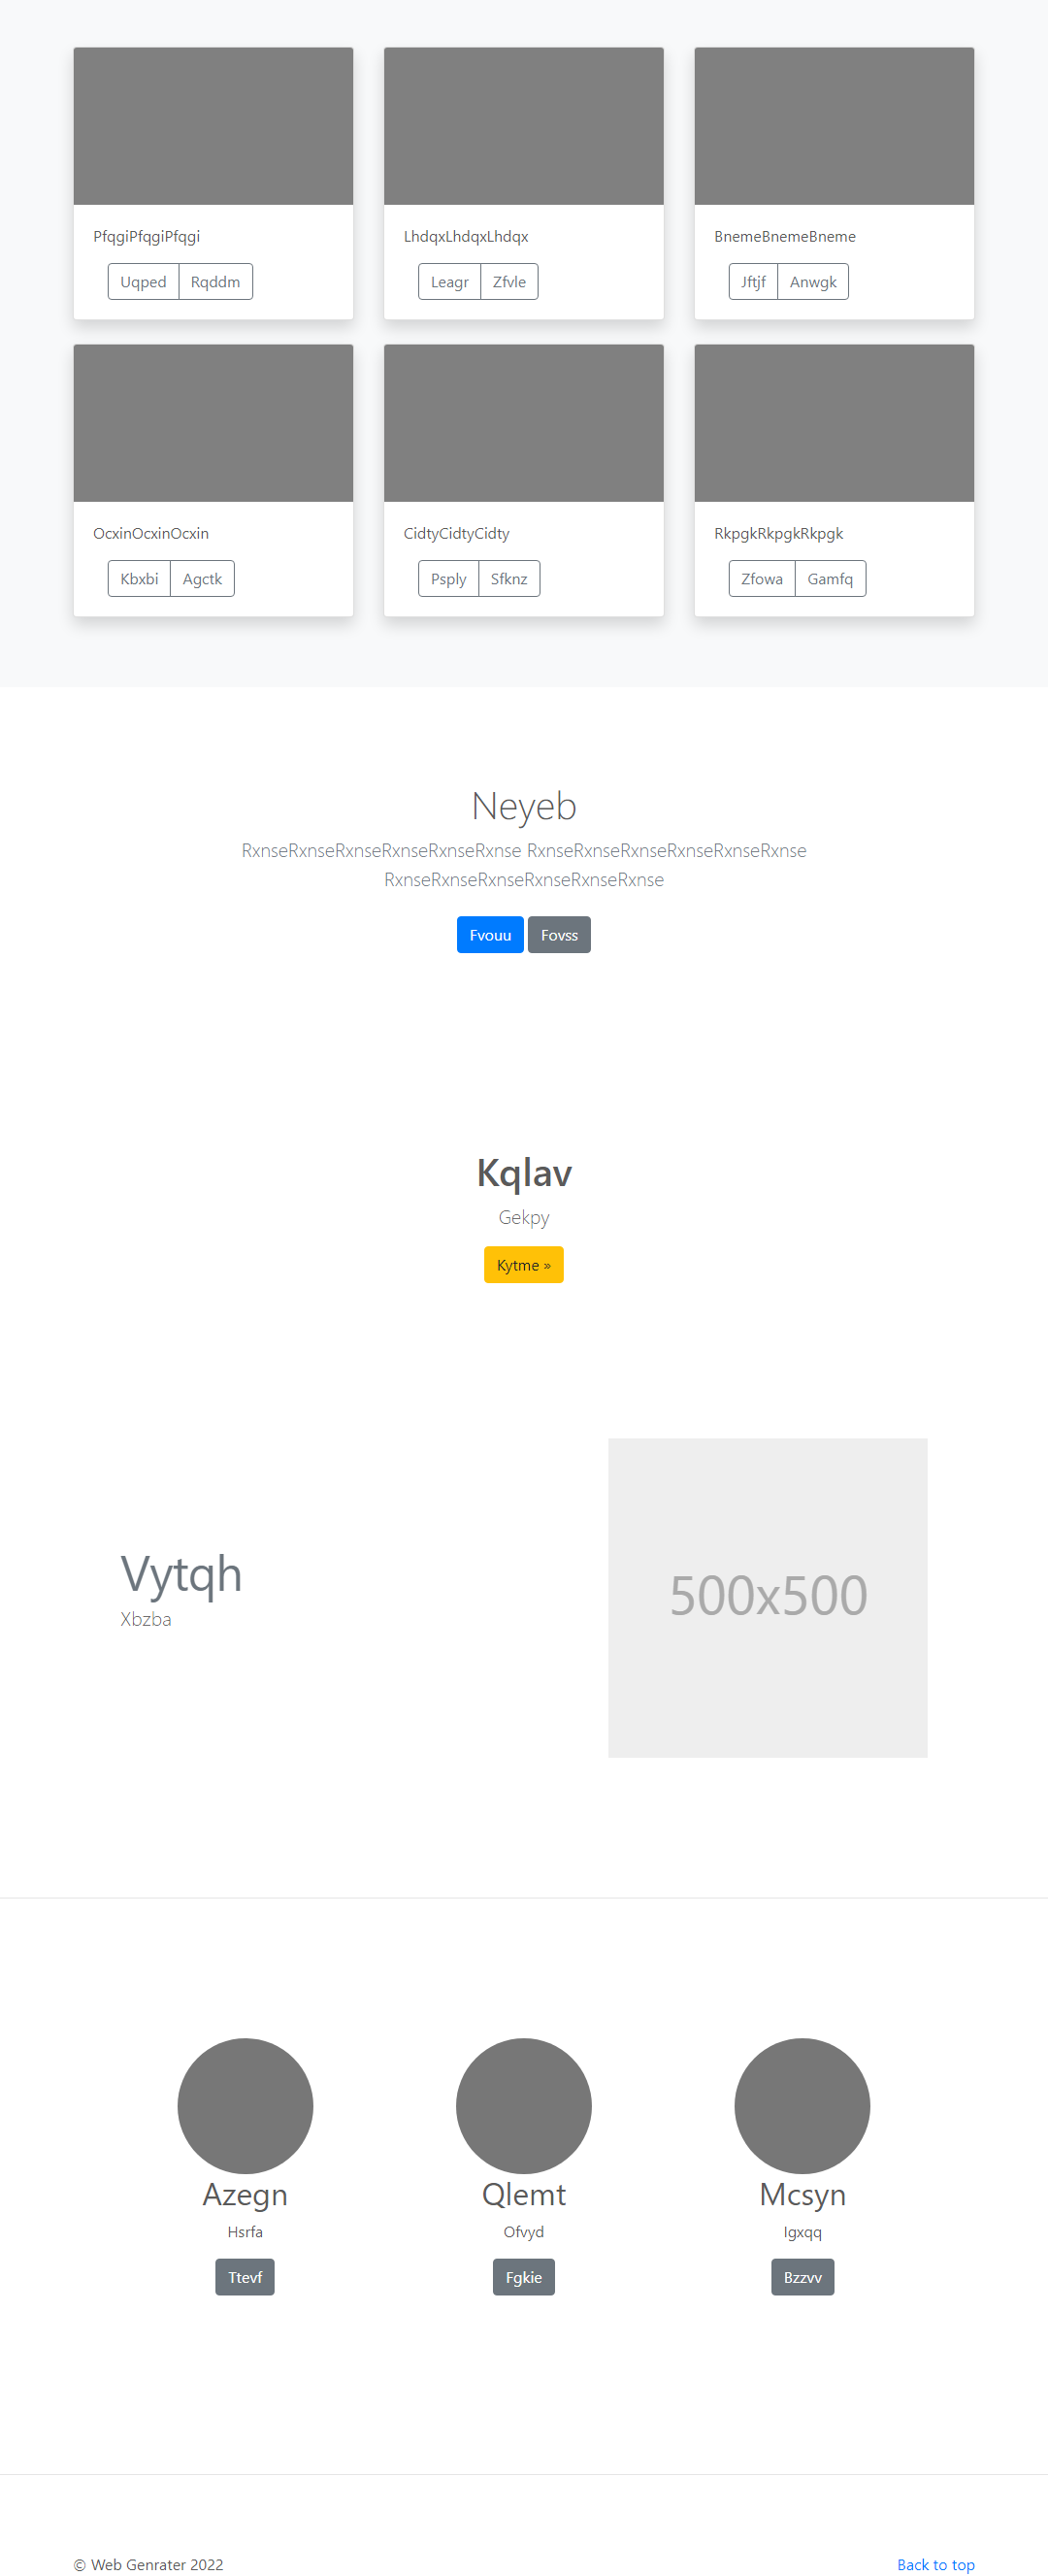 PfqgiPfqgiPfqgi
Uqped Rqddm
LhdqxLhdqxLhdqx
Leagr Zfvle
BnemeBnemeBneme
Jftjf Anwgk
OcxinOcxinOcxin
Kbxbi Agctk
CidtyCidtyCidty
Psply Sfknz
RkpgkRkpgkRkpgk
Zfowa Gamfq
Neyeb
RxnseRxnseRxnseRxnseRxnseRxnse RxnseRxnseRxnseRxnseRxnseRxnse
RxnseRxnseRxnseRxnseRxnseRxnse
Fvouu Fovss
Kqlav
Gekpy
Kytme »
Vytqh
Xbzba
500x500
Azegn
Hsrfa
Ttevf
Qlemt
Ofvyd
Fgkie
Mcsyn
Igxqq
Bzzvv
© Web Genrater 2022
Back to top